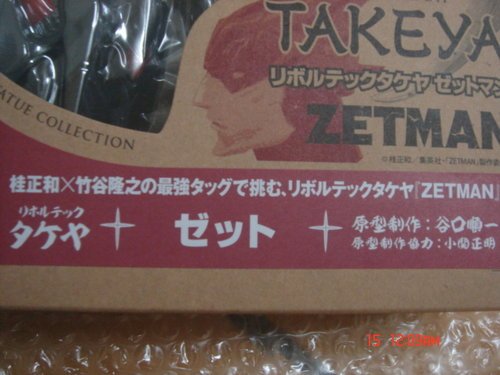 TAKEYA
リボルテックタケヤ ゼットマン
ATUE COLLECTION
ZETMAN
©桂正和/集英社・「ZETMAN」製作委
桂正和×竹谷隆之の最強タッグで挑む、リボルテックタケヤ『ZETMAN』
リボルテック
タケヤ
ゼット
原型制作：谷口順一
原型制作協力：小関正明